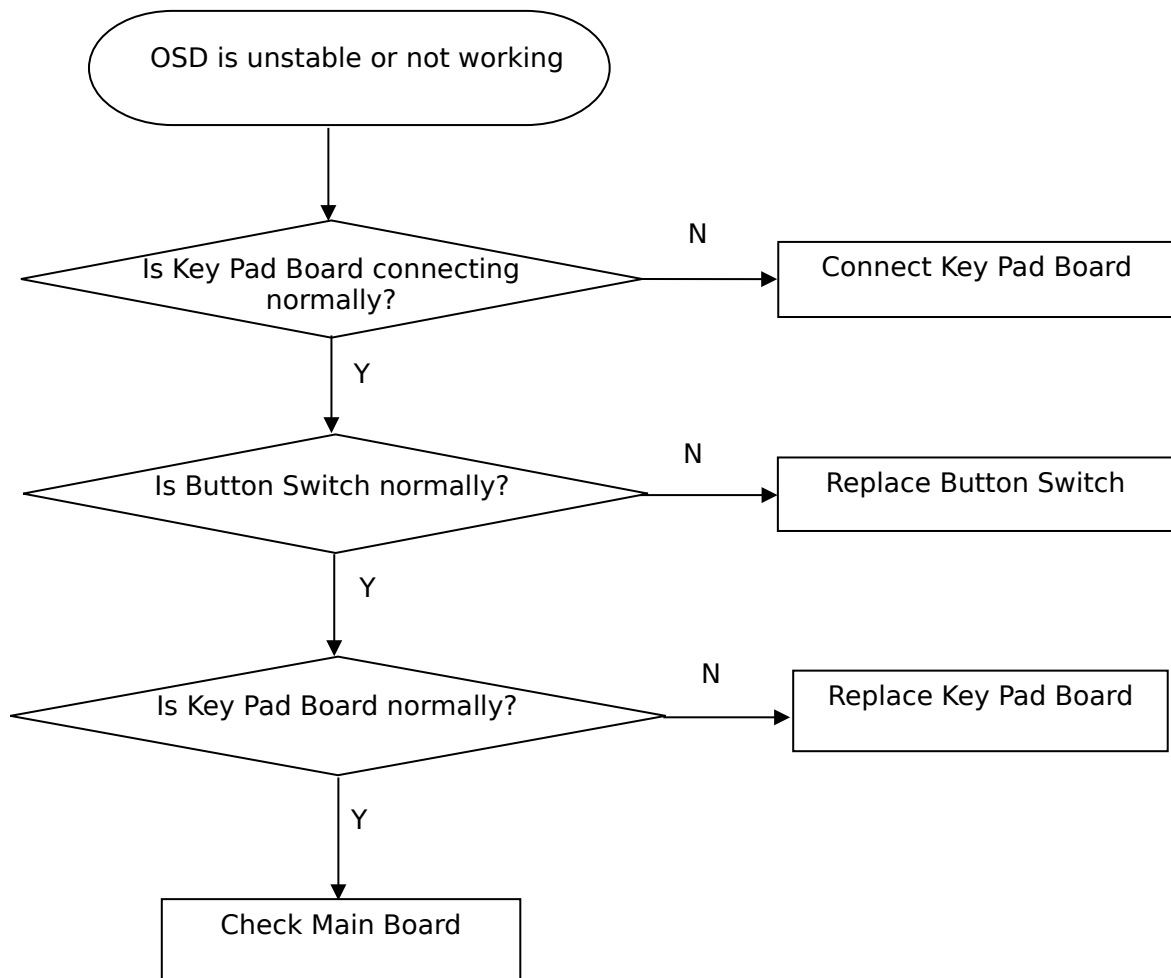 OSD is unstable or not working
N
Is Key Pad Board connecting
normally?
Connect Key Pad Board
Y
N
Is Button Switch normally?
Replace Button Switch
Y
N
Is Key Pad Board normally?
Replace Key Pad Board
Y
Check Main Board